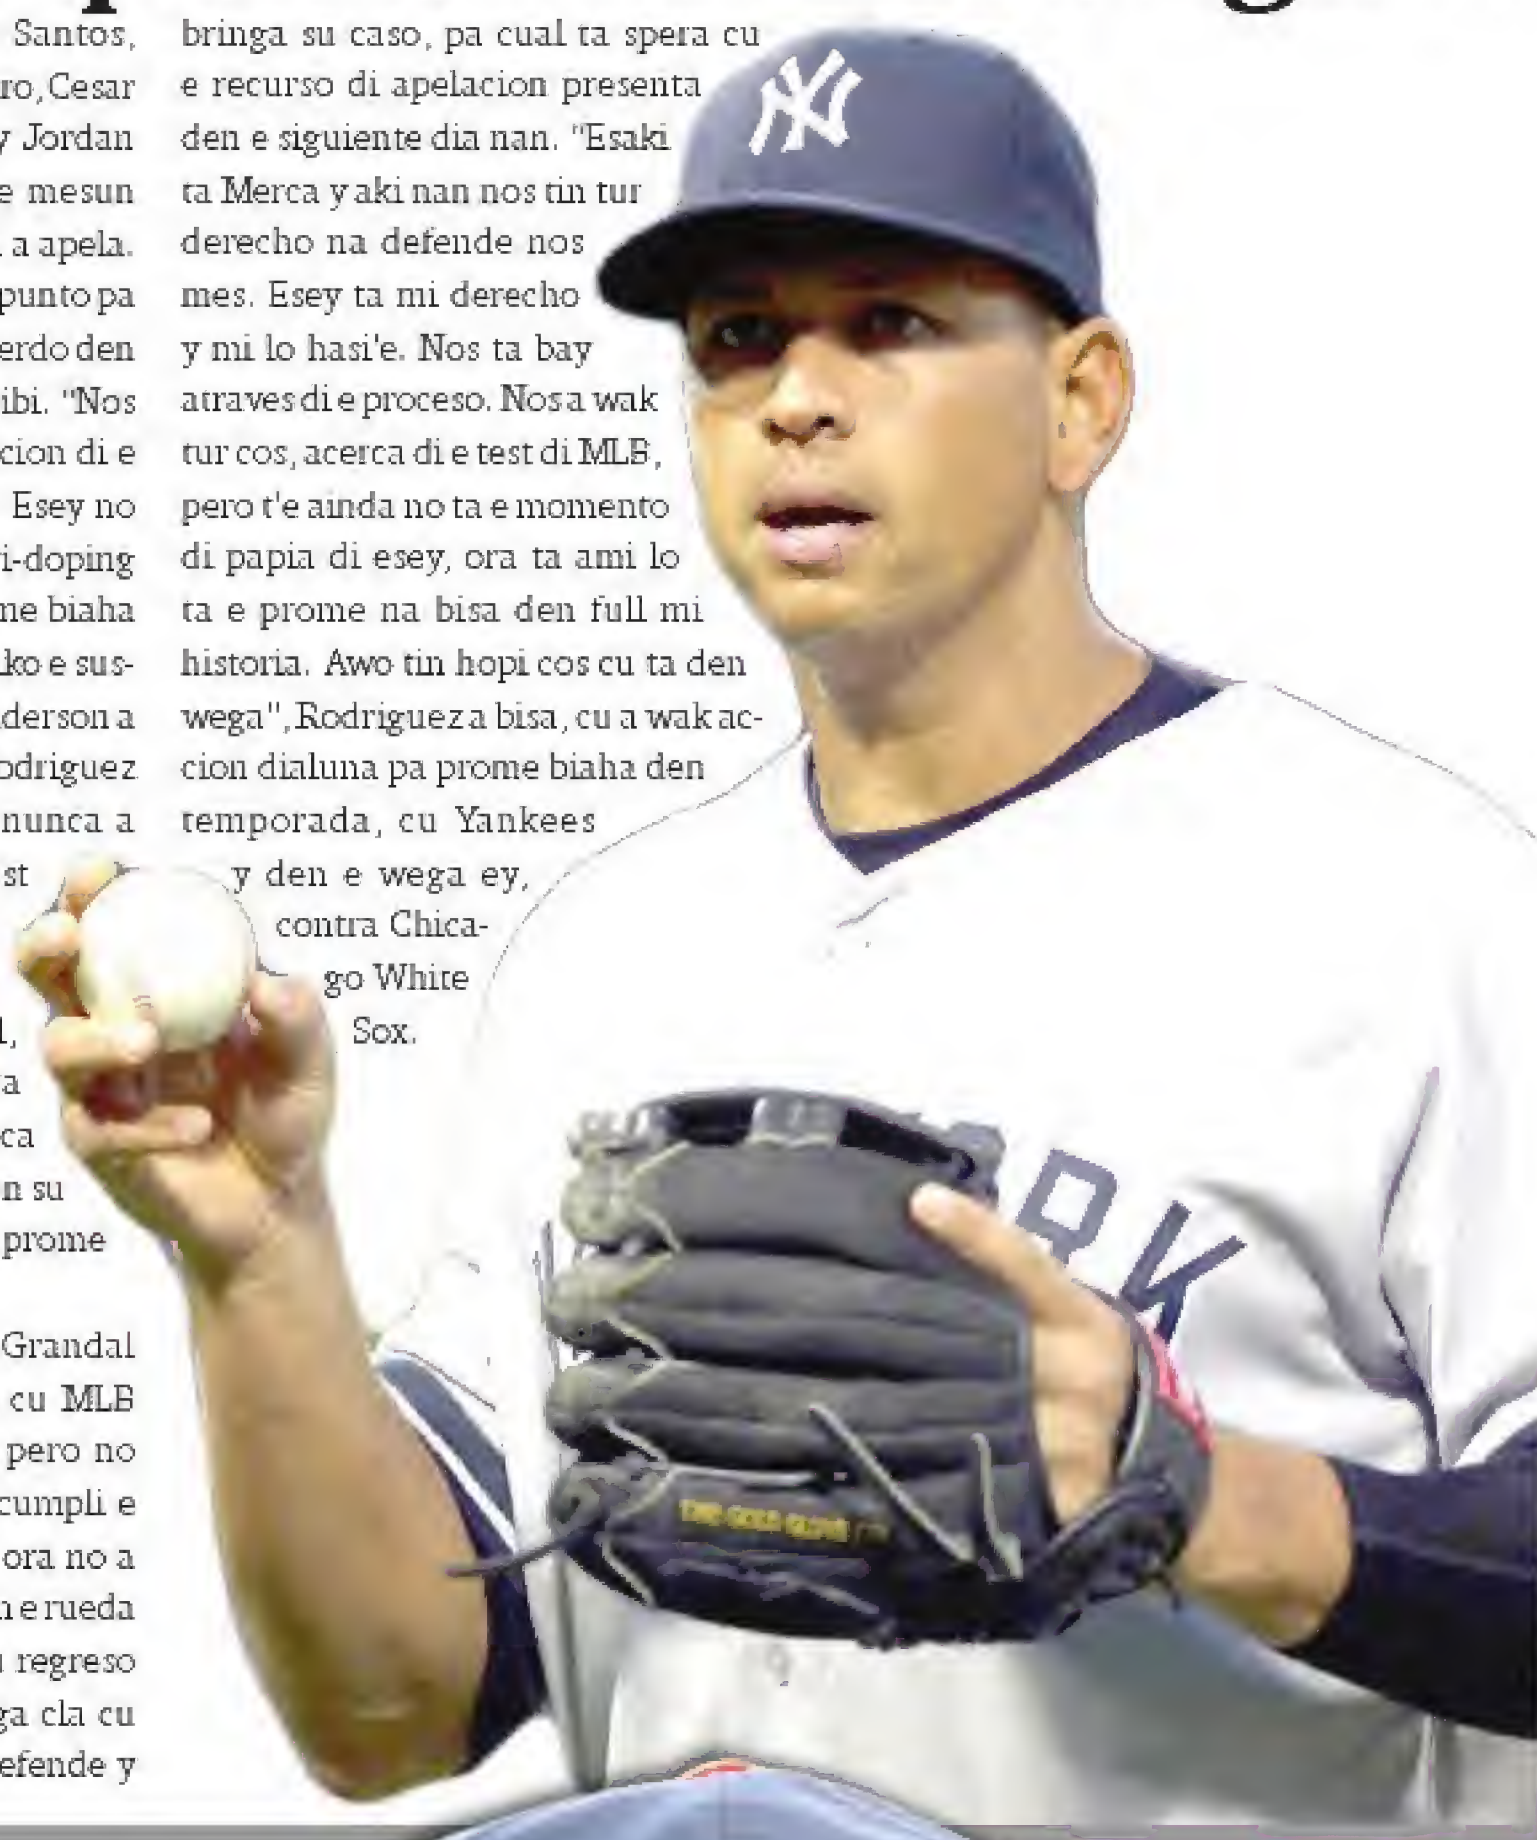 Santos,
ro, Cesar
y Jordan
e mesun
a apela.
punto pa
erdo den
ibi. "Nos
cion di e
Esey no
i-doping
ne biaha
ko e sus-
derson a
odriguez
nunca a
st
l,
a
ca
n su
prome
Grandal
cu MLB
pero no
cumpli e
ora no a
n e rueda
regreso
ga cla cu
efende y
bringa su caso, pa cual ta spera cu
e recurso di apelacion presenta
den e siguiente dia nan. "Esaki
ta Merca y aki nan nos tin tur
derecho na defende nos
mes. Esey ta mi derecho
y mi lo hasi'e. Nos ta bay
atraves di e proceso. Nos a wak
tur cos, acerca di e test di MLB,
pero t'e ainda no ta e momento
di papia di esey, ora ta ami lo
ta e prome na bisa den full mi
historia. Awo tin hopi cos cu ta den
wega", Rodriguez a bisa, cu a wak ac-
cion dialuna pa prome biaha den
temporada, cu Yankees
y den e wega ey,
contra Chica-
go White
Sox.
NY
RK